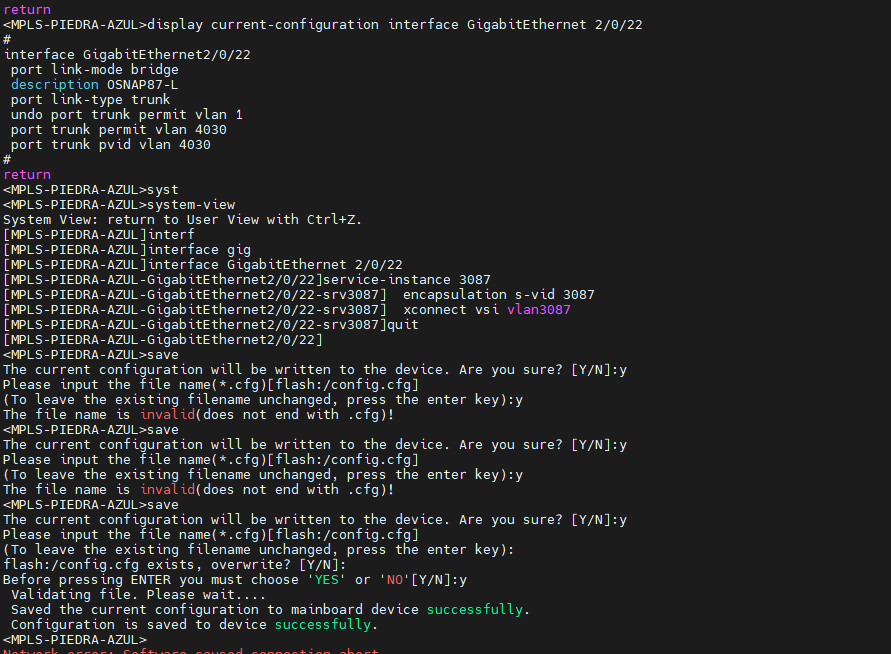 return
<MPLS-PIEDRA-AZUL>display current-configuration interface GigabitEthernet 2/0/22
#
interface GigabitEthernet2/0/22
 port link-mode bridge
 description OSNAP87-L
 port link-type trunk
 undo port trunk permit vlan 1
 port trunk permit vlan 4030
 port trunk pvid vlan 4030
#
return
<MPLS-PIEDRA-AZUL>syst
<MPLS-PIEDRA-AZUL>system-view
System View: return to User View with Ctrl+Z.
[MPLS-PIEDRA-AZUL]interf
[MPLS-PIEDRA-AZUL]interface gig
[MPLS-PIEDRA-AZUL]interface GigabitEthernet 2/0/22
[MPLS-PIEDRA-AZUL-GigabitEthernet2/0/22]service-instance 3087
[MPLS-PIEDRA-AZUL-GigabitEthernet2/0/22-srv3087]  encapsulation s-vid 3087
[MPLS-PIEDRA-AZUL-GigabitEthernet2/0/22-srv3087]  xconnect vsi vlan3087
[MPLS-PIEDRA-AZUL-GigabitEthernet2/0/22-srv3087]quit
[MPLS-PIEDRA-AZUL-GigabitEthernet2/0/22]
<MPLS-PIEDRA-AZUL>save
The current configuration will be written to the device. Are you sure? [Y/N]:y
Please input the file name(*.cfg)[flash:/config.cfg]
(To leave the existing filename unchanged, press the enter key):y
The file name is invalid(does not end with .cfg)!
<MPLS-PIEDRA-AZUL>save
The current configuration will be written to the device. Are you sure? [Y/N]:y
Please input the file name(*.cfg)[flash:/config.cfg]
(To leave the existing filename unchanged, press the enter key):y
The file name is invalid(does not end with .cfg)!
<MPLS-PIEDRA-AZUL>save
The current configuration will be written to the device. Are you sure? [Y/N]:y
Please input the file name(*.cfg)[flash:/config.cfg]
(To leave the existing filename unchanged, press the enter key):
flash:/config.cfg exists, overwrite? [Y/N]:
Before pressing ENTER you must choose 'YES' or 'NO'[Y/N]:y
 Validating file. Please wait....
 Saved the current configuration to mainboard device successfully.
 Configuration is saved to device successfully.
<MPLS-PIEDRA-AZUL>
Network error: Software caused connection abort